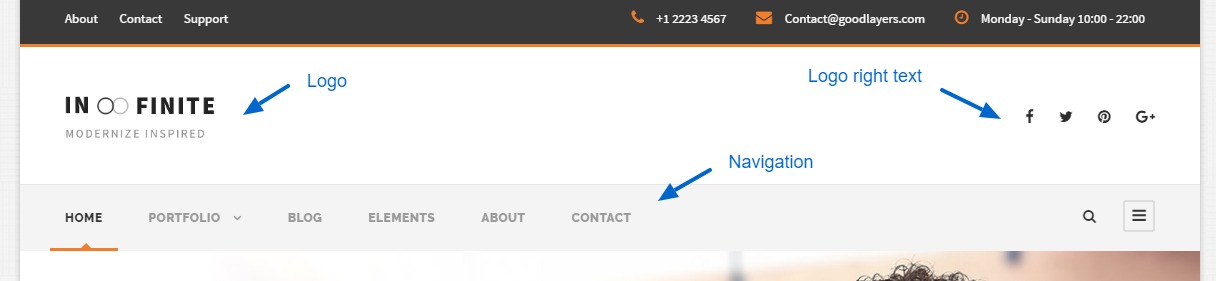 About Contact Support +1 2223 4567 Contact@goodlayers.com Monday - Sunday 10:00 - 22:00
Logo Logo right text
IN FINITE
MODERNIZE INSPIRED
Navigation
HOME PORTFOLIO BLOG ELEMENTS ABOUT CONTACT